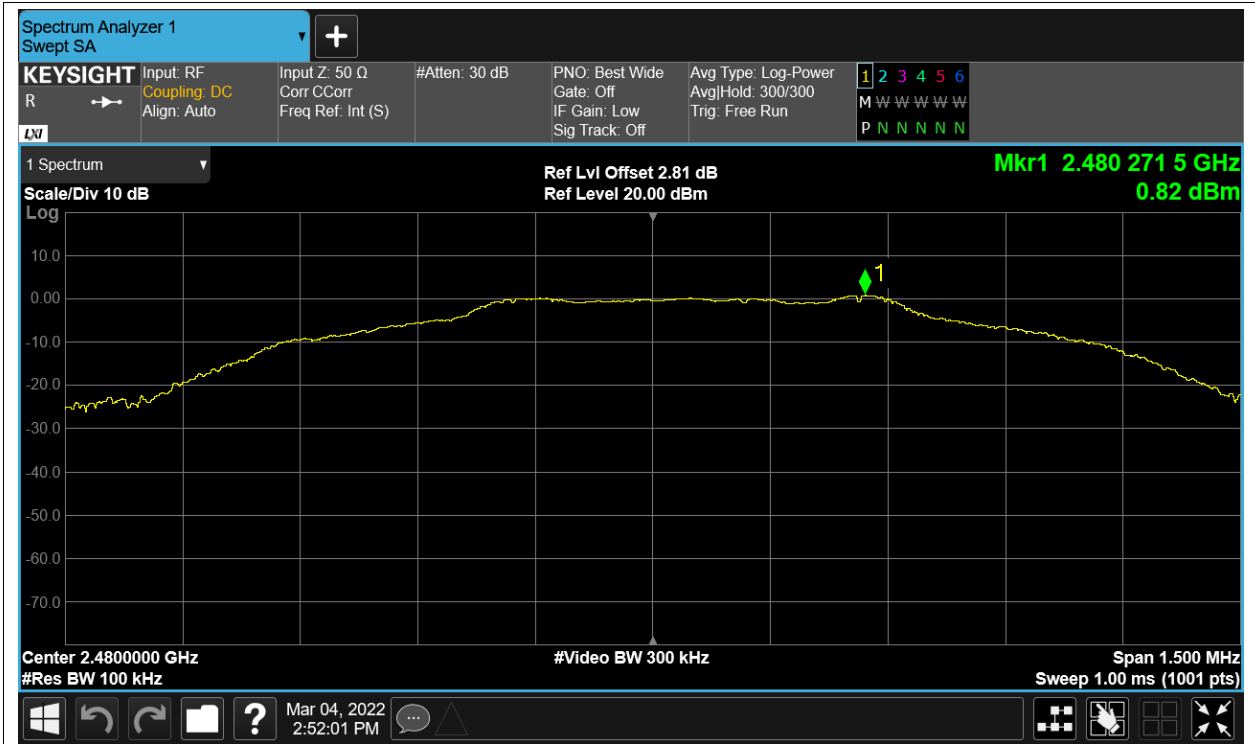 Spectrum Analyzer 1
Swept SA
KEYSIGHT
R
LXI
Input: RF
Coupling: DC
Align: Auto
Input Z: 50 Ω
Corr CCorr
Freq Ref: Int (S)
#Atten: 30 dB
PNO: Best Wide
Gate: Off
IF Gain: Low
Sig Track: Off
Avg Type: Log-Power
Avg|Hold: 300/300
Trig: Free Run
1 2 3 4 5 6
M W W W W W
P N N N N N
1 Spectrum
Scale/Div 10 dB
Ref Lvl Offset 2.81 dB
Ref Level 20.00 dBm
Mkr1 2.480 271 5 GHz
0.82 dBm
Log
10.0
0.00
-10.0
-20.0
-30.0
-40.0
-50.0
-60.0
-70.0
1
Center 2.4800000 GHz
#Res BW 100 kHz
#Video BW 300 kHz
Span 1.500 MHz
Sweep 1.00 ms (1001 pts)
?
Mar 04, 2022
2:52:01 PM